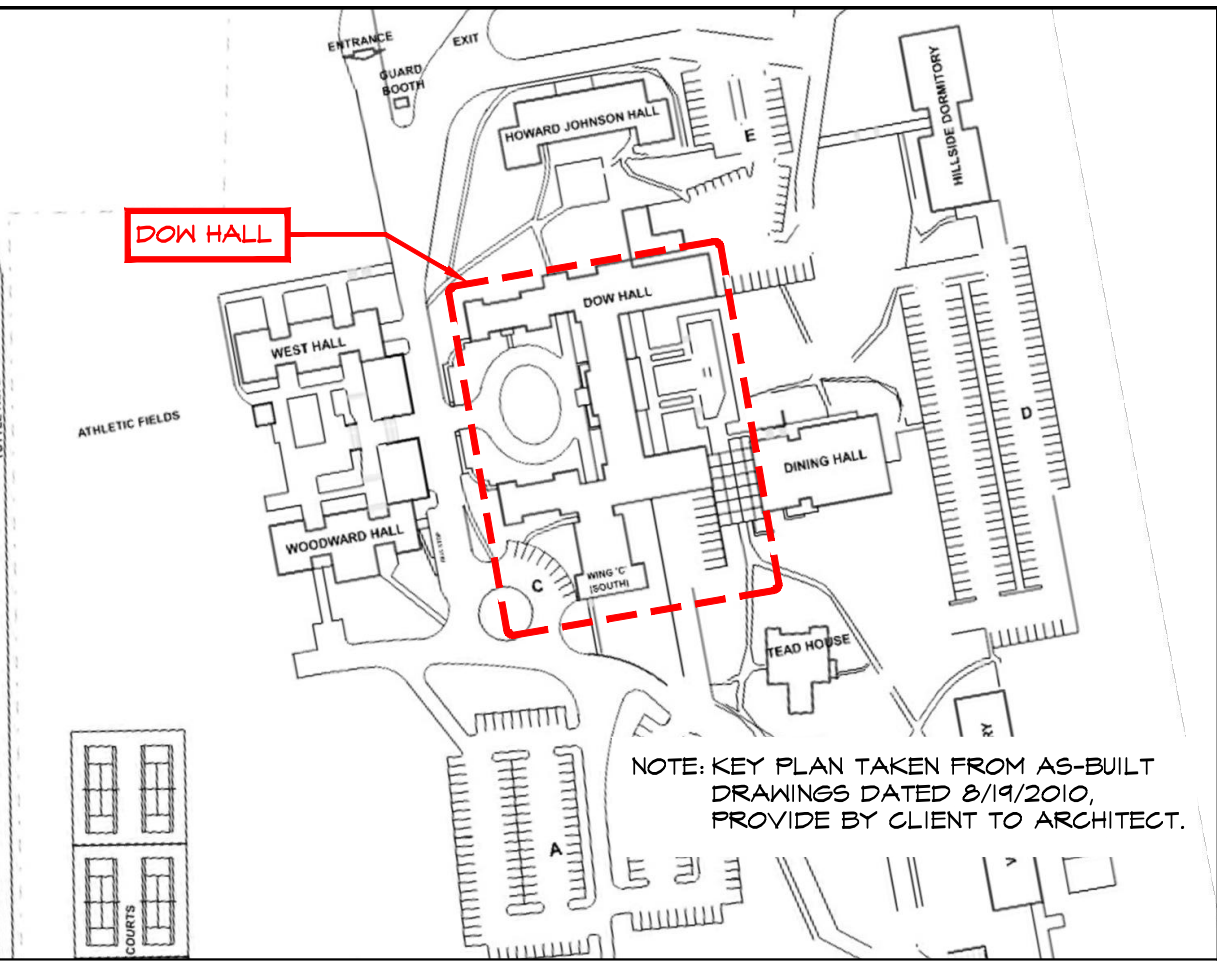 ENTRANCE
EXIT
GUARD
BOOTH
HOWARD JOHNSON HALL
E
HILLSIDE DORMITORY
DOW HALL
DOW HALL
WEST HALL
ATHLETIC FIELDS
D
DINING HALL
WOODWARD HALL
C
WING 'C'
(SOUTH)
TEAD HOUSE
NOTE: KEY PLAN TAKEN FROM AS-BUILT
DRAWINGS DATED 8/19/2010,
PROVIDE BY CLIENT TO ARCHITECT.
A
COURTS